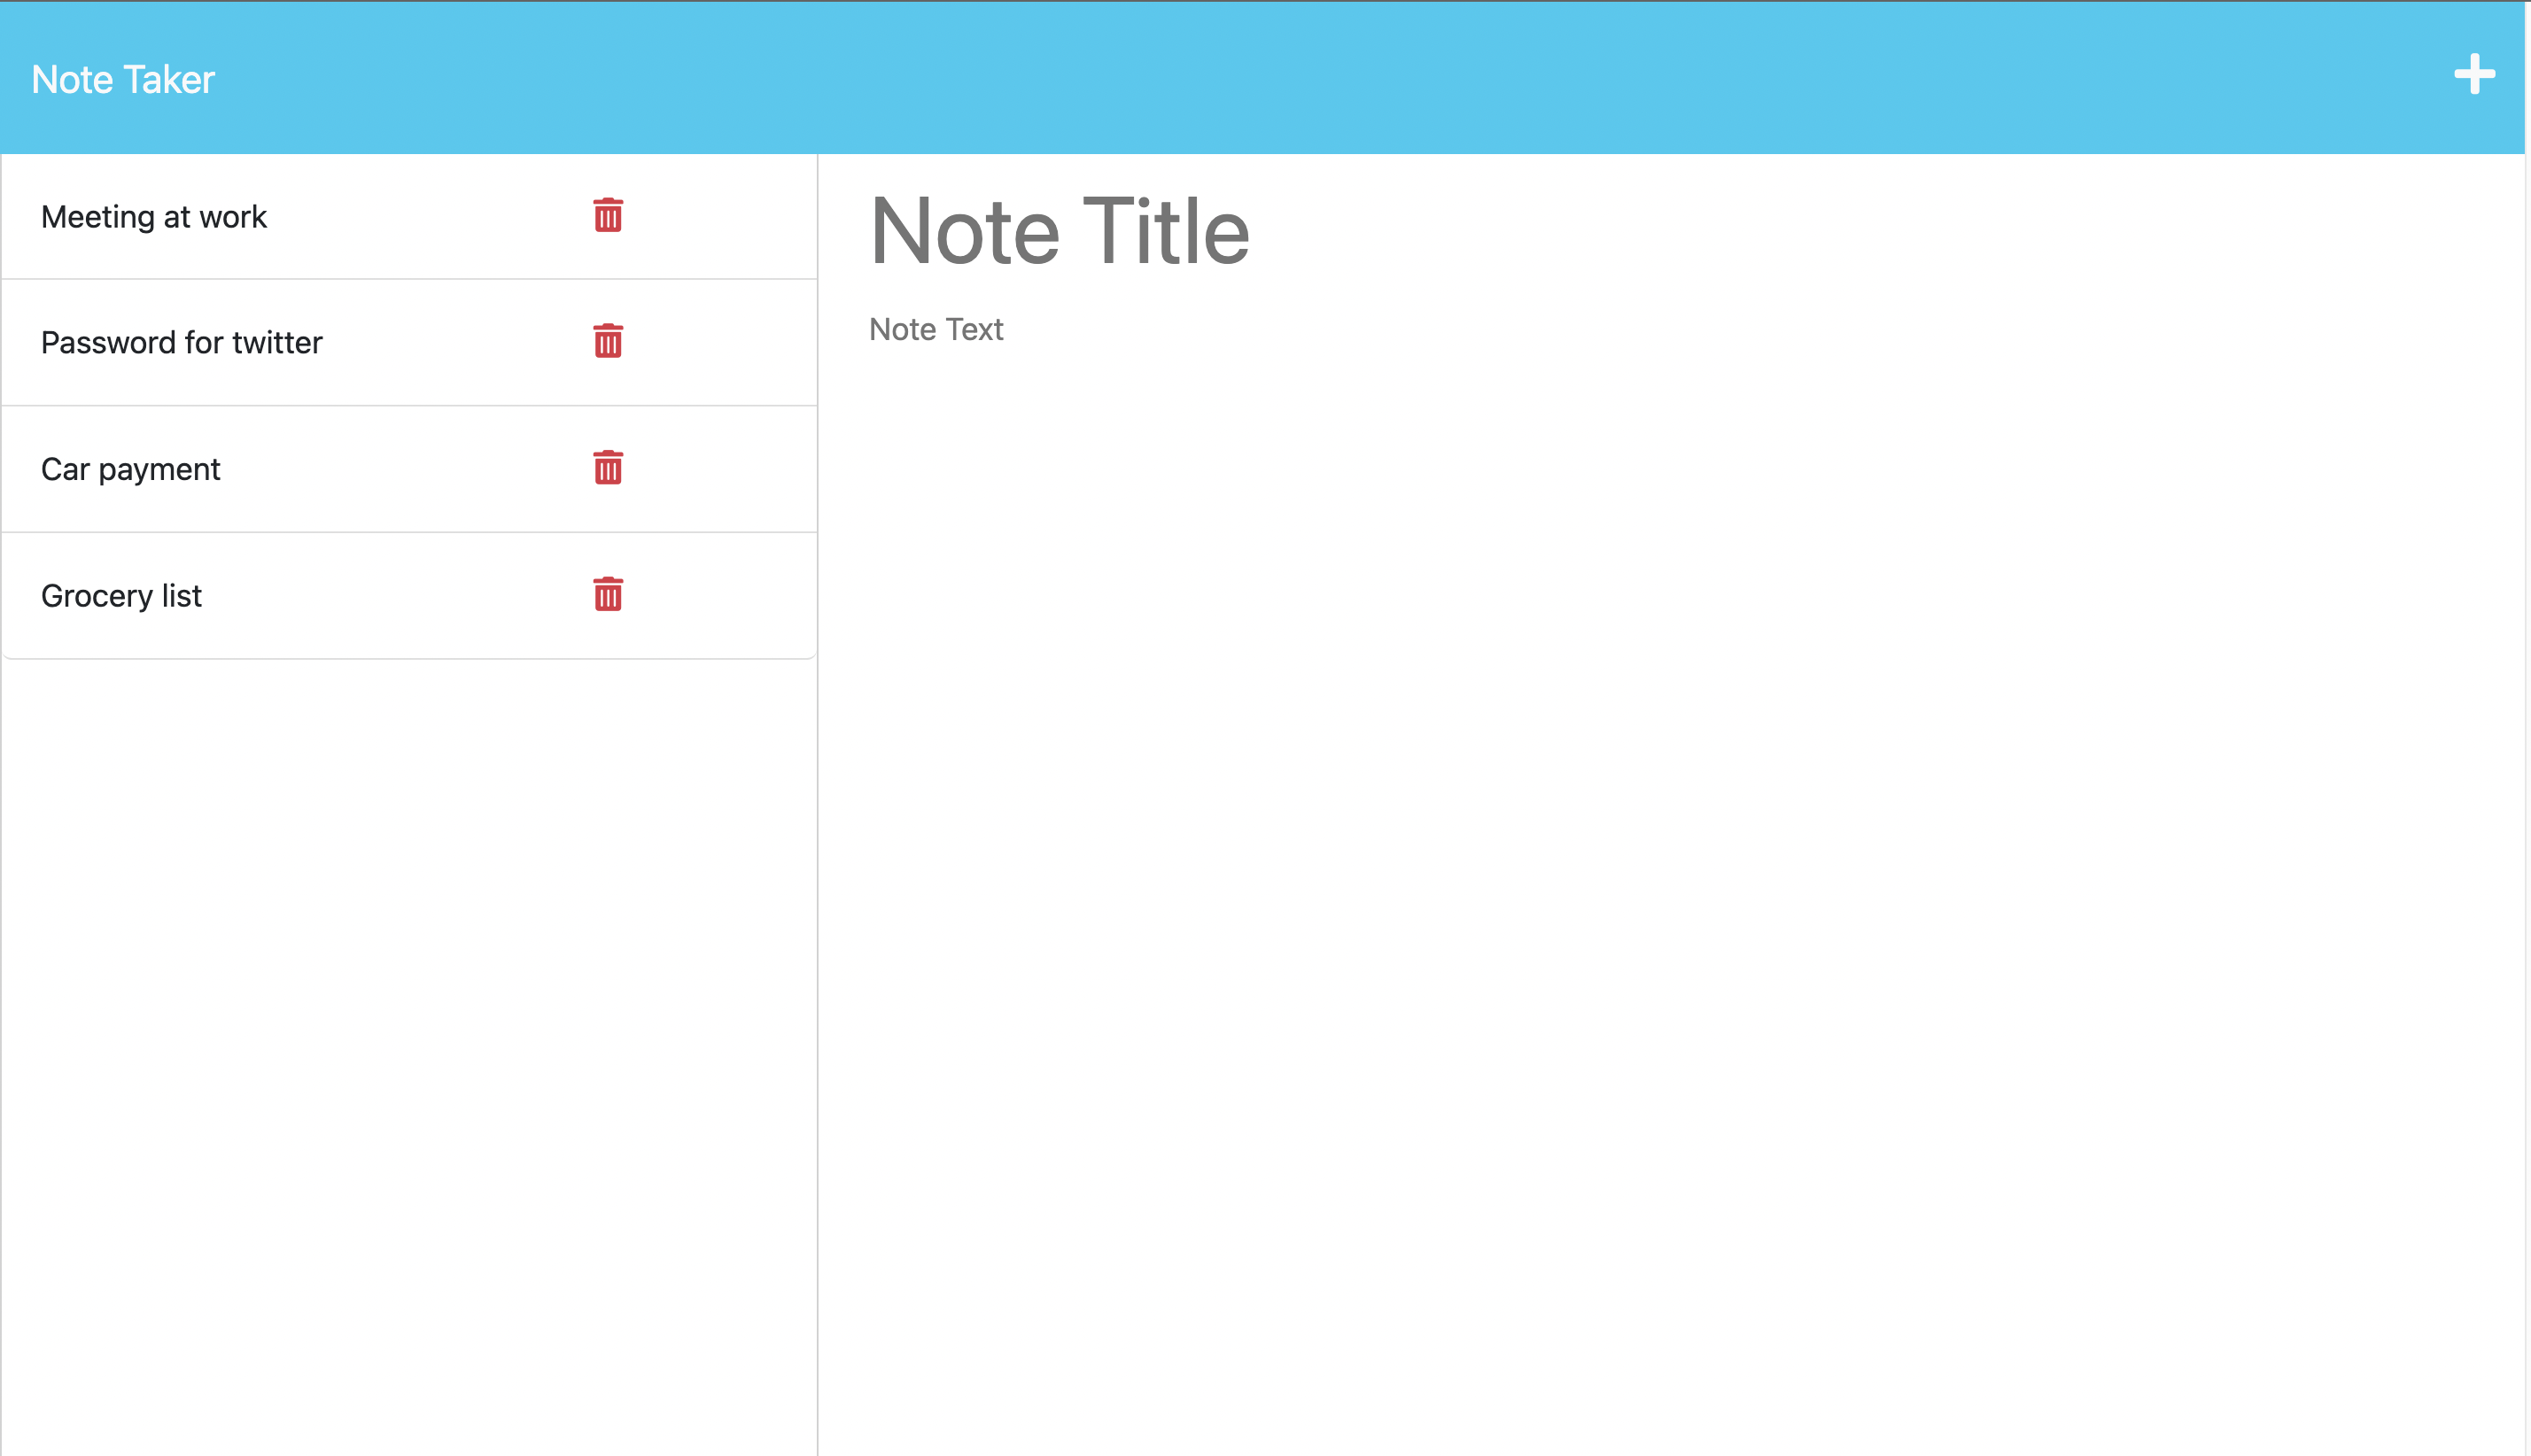 Note Taker
Meeting at work
Password for twitter
Car payment
Grocery list
Note Title
Note Text